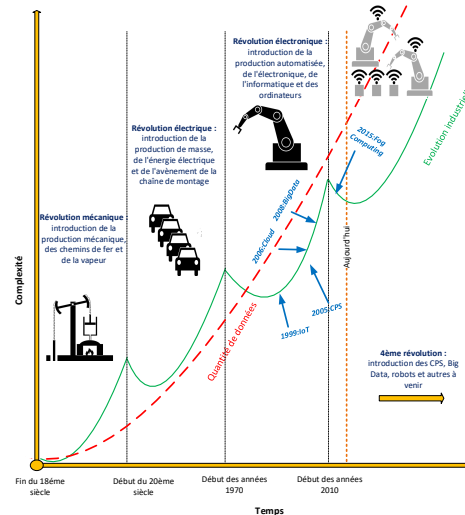 Révolution électronique :
introduction de la
production automatisée,
de l'électronique, de
l'informatique et des
ordinateurs
Révolution électrique :
introduction de la
production de masse,
de l'énergie électrique
et de l'avènement de la
chaîne de montage
Révolution mécanique :
introduction de la
production mécanique,
des chemins de fer et
de la vapeur
2015:Fog
Computing
Evolution industrielle
2008:BigData
2006:Cloud
Aujourd'hui
2005:CPS
1999:IoT
Quantité de données
Complexité
4ème révolution :
introduction des CPS, Big
Data, robots et autres à
venir
Fin du 18éme
siècle
Début du 20ème
siècle
Début des années
1970
Début des années
2010
Temps